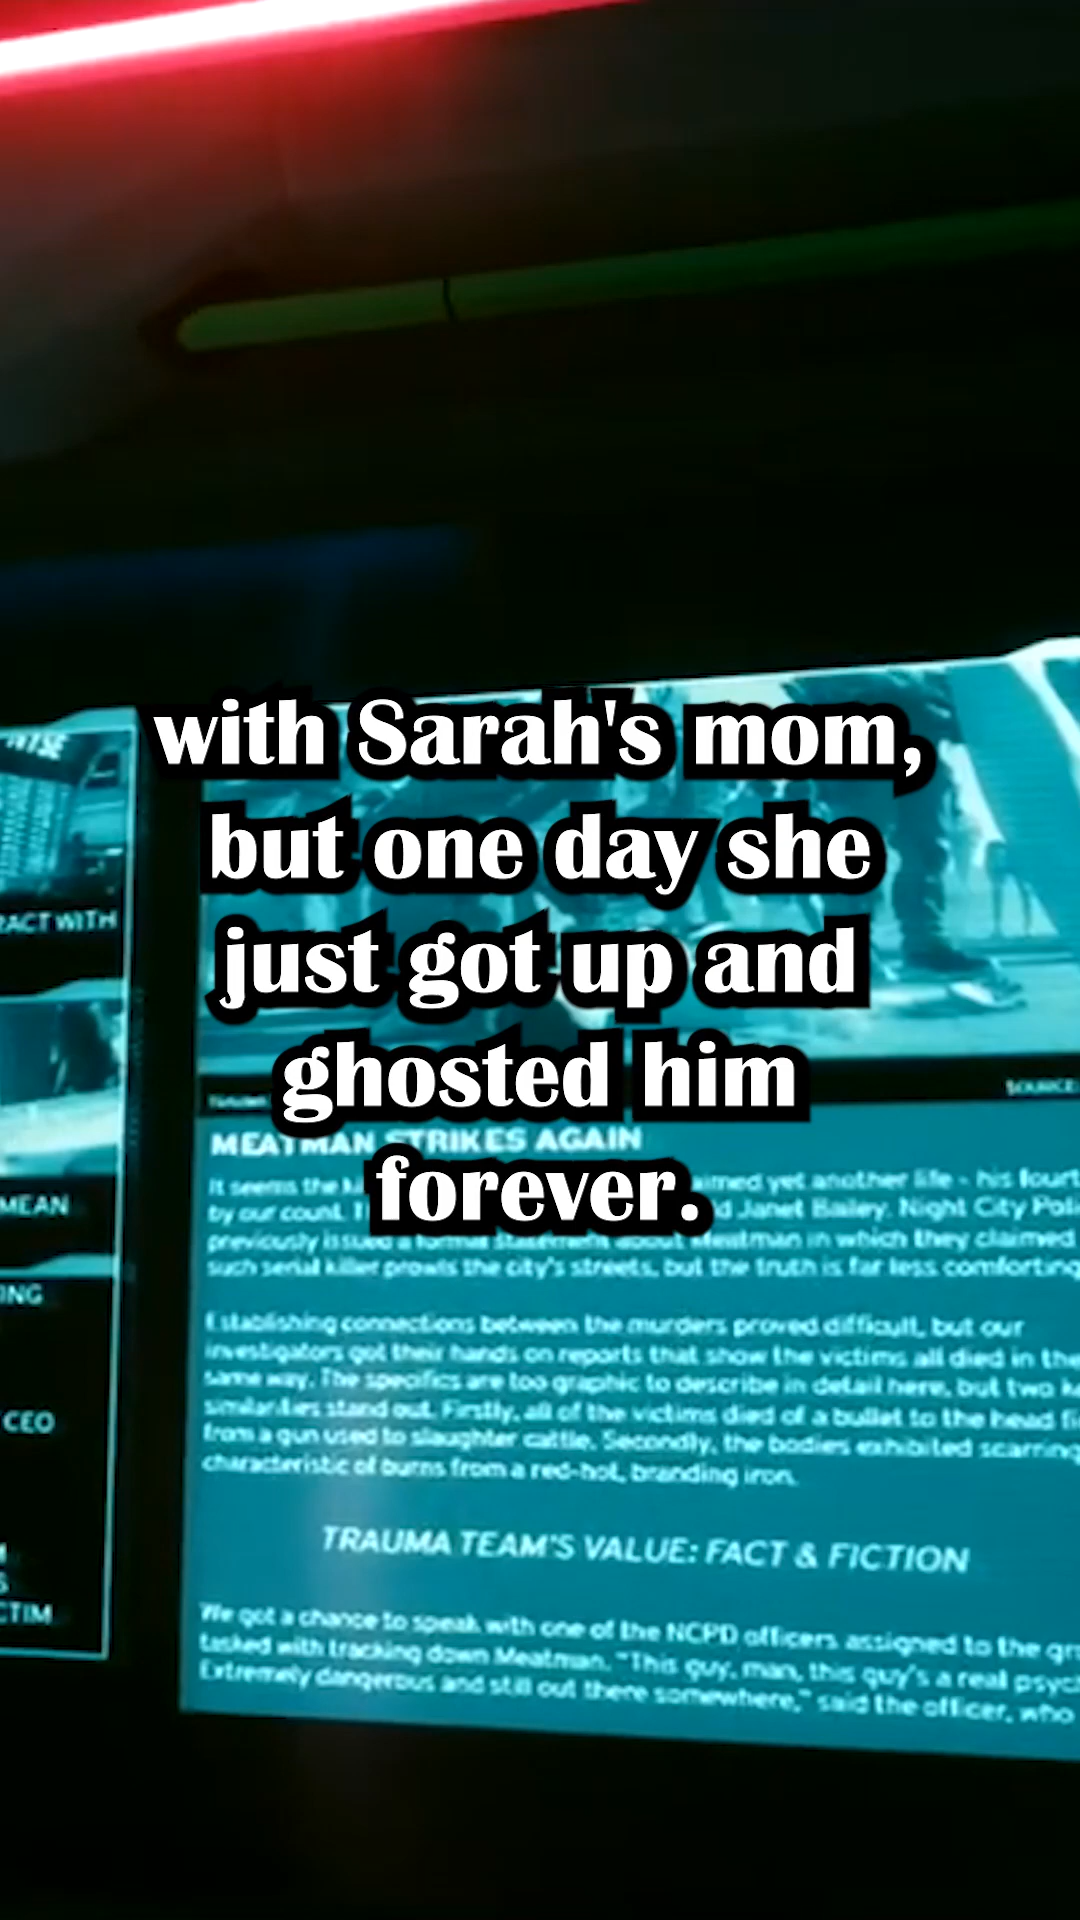 with Sarah's mom,
but one day she
just got up and
ghosted him
forever.
RACT WITH
MEAN
ING
CEO
CTIM
SOURCE:
MEATMAN STRIKES AGAIN
It seems the aimed yet another life - his fourt
by our count. d Janet Bailey. Night City Poli
previously issued a formal statement about Meatman in which they claimed
such serial killer prowls the city's streets, but the truth is far less comforting
Establishing connections between the murders proved difficult, but our
investigators got their hands on reports that show the victims all died in the
same way. The specifics are too graphic to describe in detail here, but two k
similarities stand out. Firstly, all of the victims died of a bullet to the head fi
from a gun used to slaughter cattle. Secondly, the bodies exhibited scarring
characteristic of burns from a red-hot, branding iron.
TRAUMA TEAM'S VALUE: FACT & FICTION
We got a chance to speak with one of the NCPD officers assigned to the gr
tasked with tracking down Meatman. "This guy, man, this guy's a real psyc
Extremely dangerous and still out there somewhere," said the officer, who